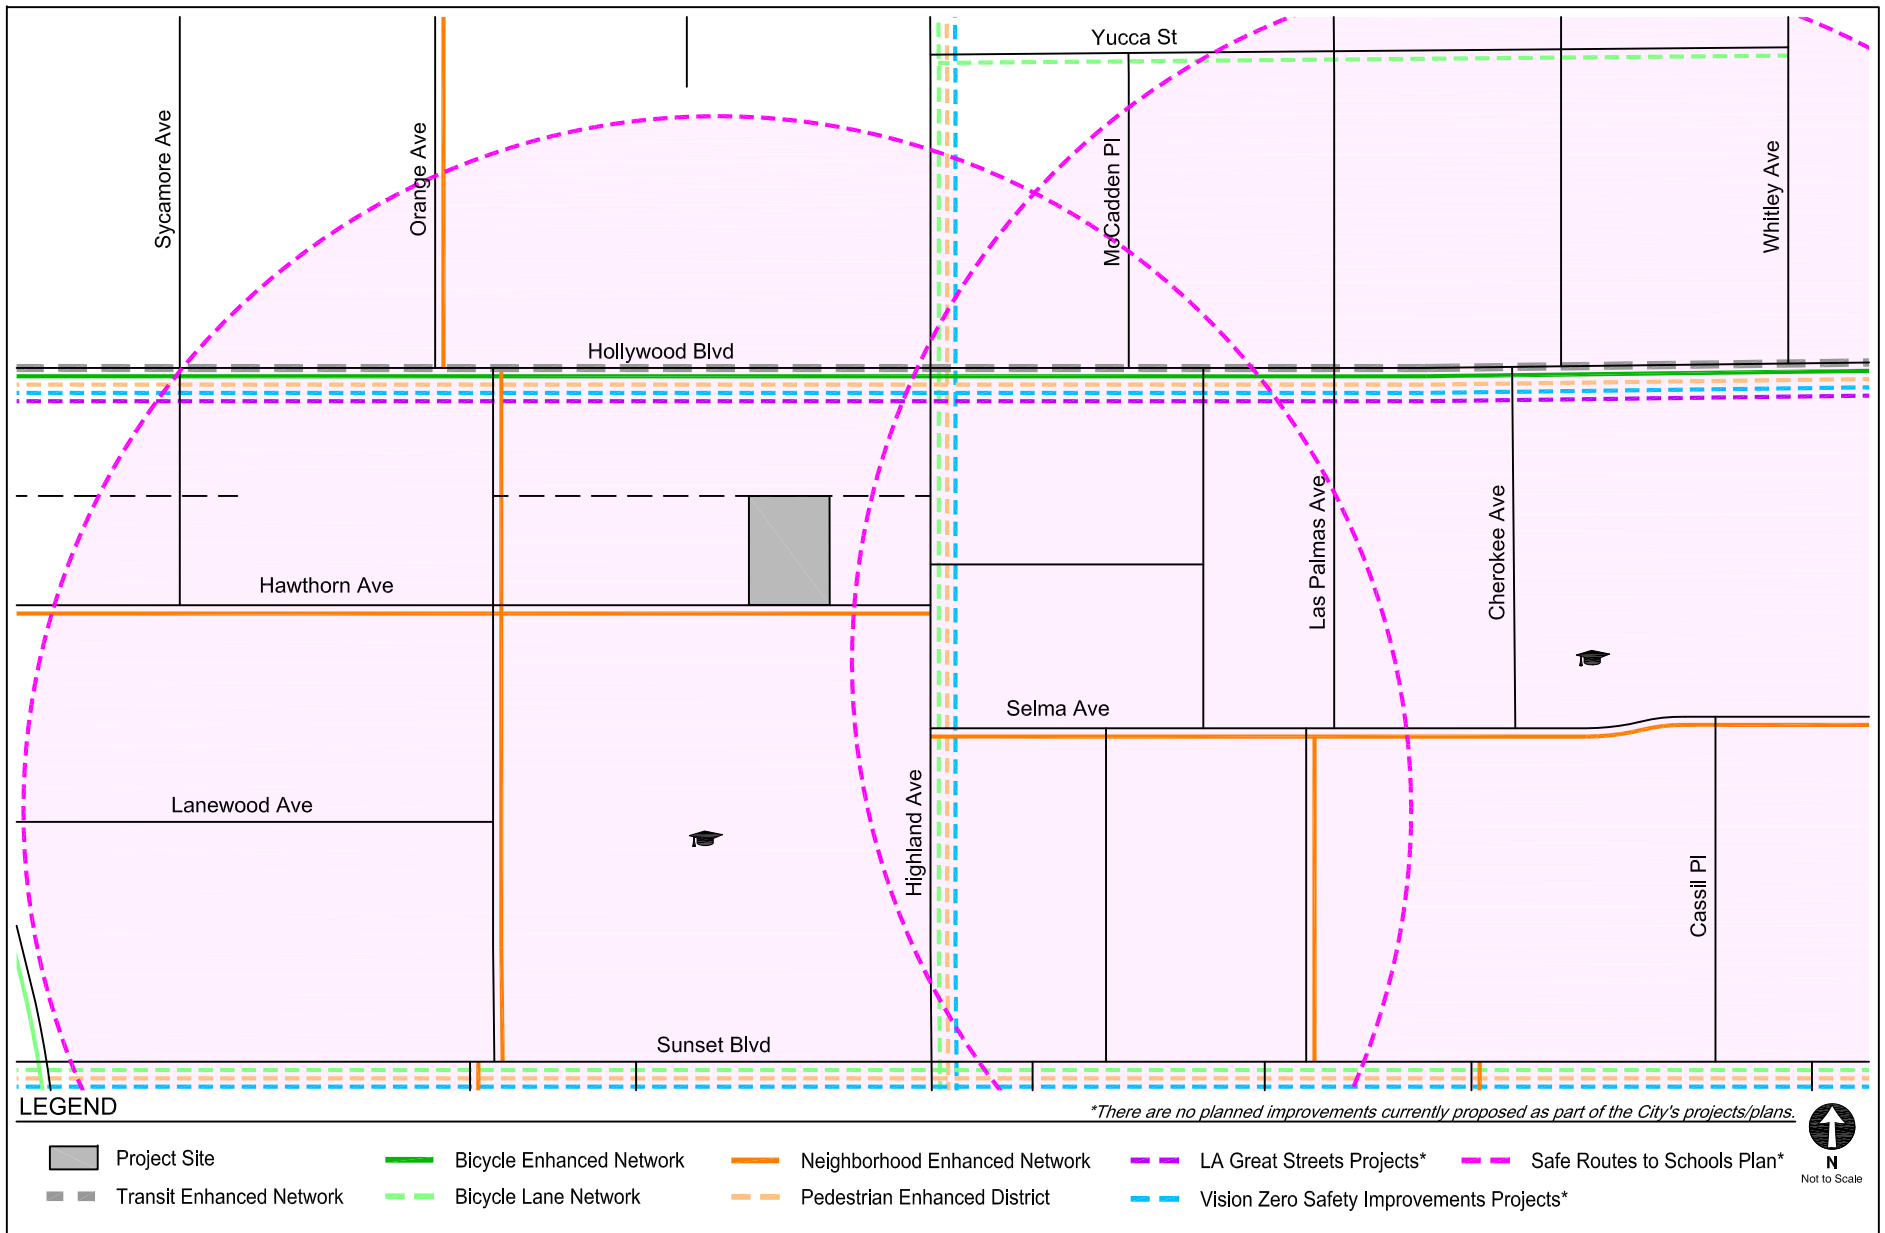 Yucca St
Sycamore Ave
Orange Ave
McCadden Pl
Whitley Ave
Hollywood Blvd
Hawthorn Ave
Las Palmas Ave
Cherokee Ave
Selma Ave
Lanewood Ave
Highland Ave
Cassil Pl
Sunset Blvd
LEGEND
*There are no planned improvements currently proposed as part of the City's projects/plans.
Project Site
Bicycle Enhanced Network
Neighborhood Enhanced Network
LA Great Streets Projects*
Safe Routes to Schools Plan*
Transit Enhanced Network
Bicycle Lane Network
Pedestrian Enhanced District
Vision Zero Safety Improvements Projects*
N
Not to Scale